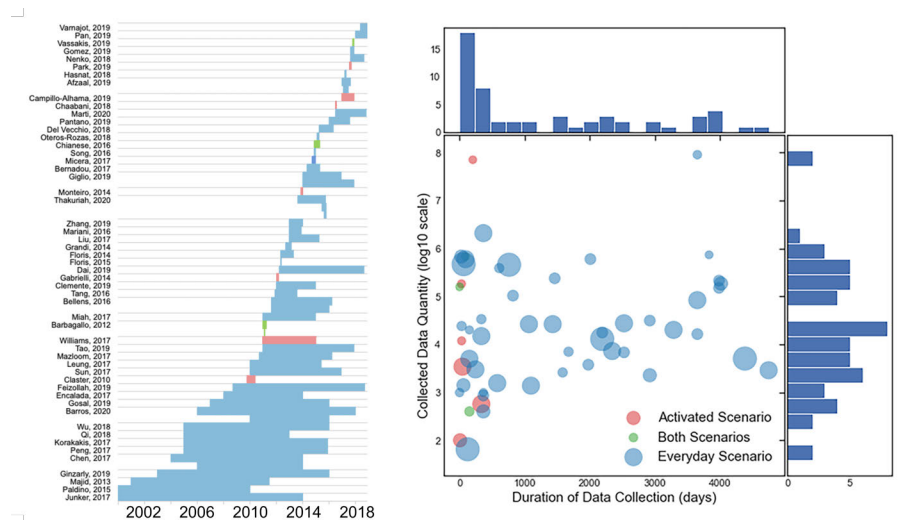 Varnajot, 2019
Pan, 2019
Vassakis, 2019
Gomez, 2019
Nenko, 2018
Park, 2019
Hasnat, 2018
Afzaal, 2019
Campillo-Alhama, 2019
Chaabani, 2018
Marti, 2020
Pantano, 2019
Del Vecchio, 2018
Oteros-Rozas, 2018
Chianese, 2016
Song, 2016
Micera, 2017
Bernadou, 2017
Giglio, 2019
Monteiro, 2014
Thakuriah, 2020
Zhang, 2019
Mariani, 2016
Liu, 2017
Grandi, 2014
Floris, 2014
Floris, 2015
Dai, 2019
Gabrielli, 2014
Clemente, 2019
Tang, 2016
Bellens, 2016
Miah, 2017
Barbagallo, 2012
Williams, 2017
Tao, 2019
Mazloom, 2017
Leung, 2017
Sun, 2017
Claster, 2010
Feizollah, 2019
Encalada, 2017
Gosal, 2019
Barros, 2020
Wu, 2018
Qi, 2018
Korakakis, 2017
Peng, 2017
Chen, 2017
Ginzarly, 2019
Majid, 2013
Paldino, 2015
Junker, 2017
2002 2006 2010 2014 2018
15
10
5
0
8
7
6
5
4
3
2
Collected Data Quantity (log10 scale)
Activated Scenario
Both Scenarios
Everyday Scenario
0 1000 2000 3000 4000
Duration of Data Collection (days)
0 5